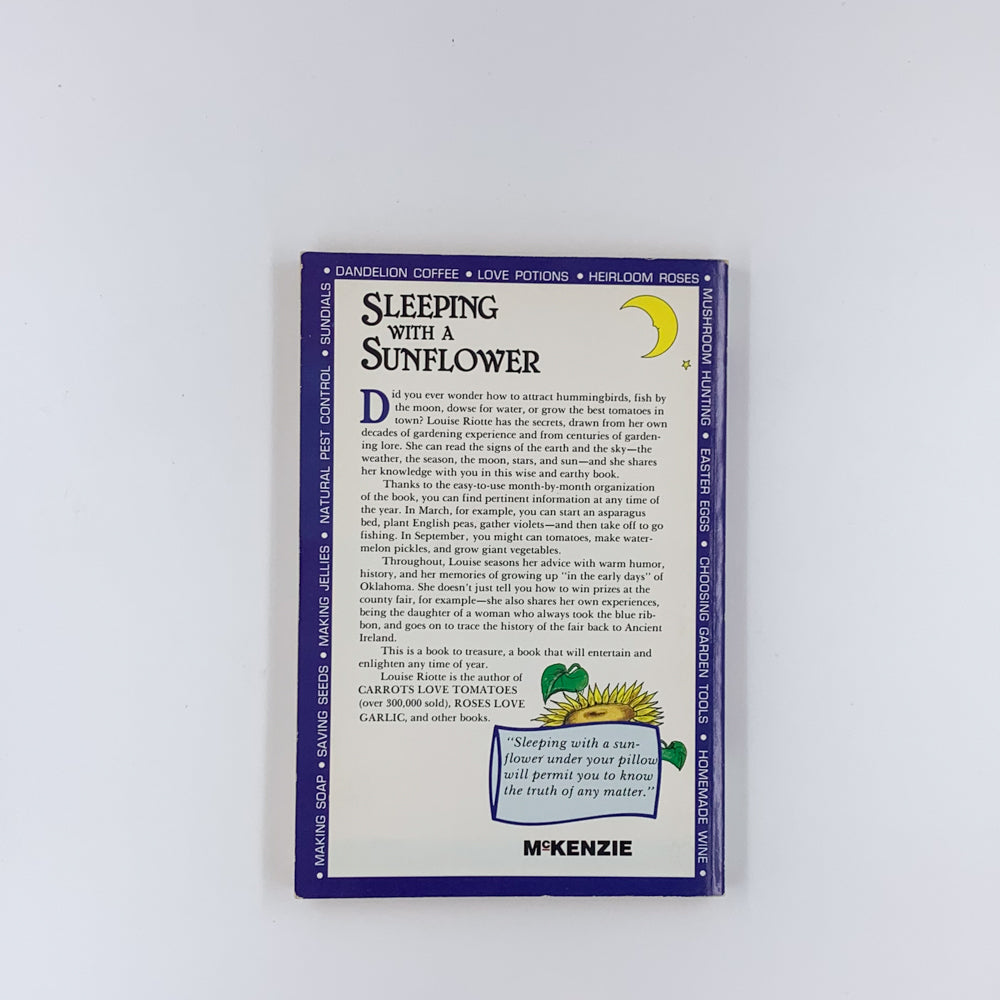 • DANDELION COFFEE • LOVE POTIONS • HEIRLOOM ROSES •
MUSHROOM HUNTING • EASTER EGGS • CHOOSING GARDEN TOOLS • HOMEMADE WINE •
• MAKING SOAP • SAVING SEEDS • MAKING JELLIES • NATURAL PEST CONTROL • SUNDIALS
SLEEPING
WITH A
SUNFLOWER
Did you ever wonder how to attract hummingbirds, fish by
the moon, dowse for water, or grow the best tomatoes in
town? Louise Riotte has the secrets, drawn from her own
decades of gardening experience and from centuries of garden-
ing lore. She can read the signs of the earth and the sky—the
weather, the season, the moon, stars, and sun—and she shares
her knowledge with you in this wise and earthy book.
Thanks to the easy-to-use month-by-month organization
of the book, you can find pertinent information at any time of
the year. In March, for example, you can start an asparagus
bed, plant English peas, gather violets—and then take off to go
fishing. In September, you might can tomatoes, make water-
melon pickles, and grow giant vegetables.
Throughout, Louise seasons her advice with warm humor,
history, and her memories of growing up "in the early days" of
Oklahoma. She doesn't just tell you how to win prizes at the
county fair, for example—she also shares her own experiences,
being the daughter of a woman who always took the blue rib-
bon, and goes on to trace the history of the fair back to Ancient
Ireland.
This is a book to treasure, a book that will entertain and
enlighten any time of year.
Louise Riotte is the author of
CARROTS LOVE TOMATOES
(over 300,000 sold), ROSES LOVE
GARLIC, and other books.
"Sleeping with a sun-
flower under your pillow
will permit you to know
the truth of any matter."
McKENZIE